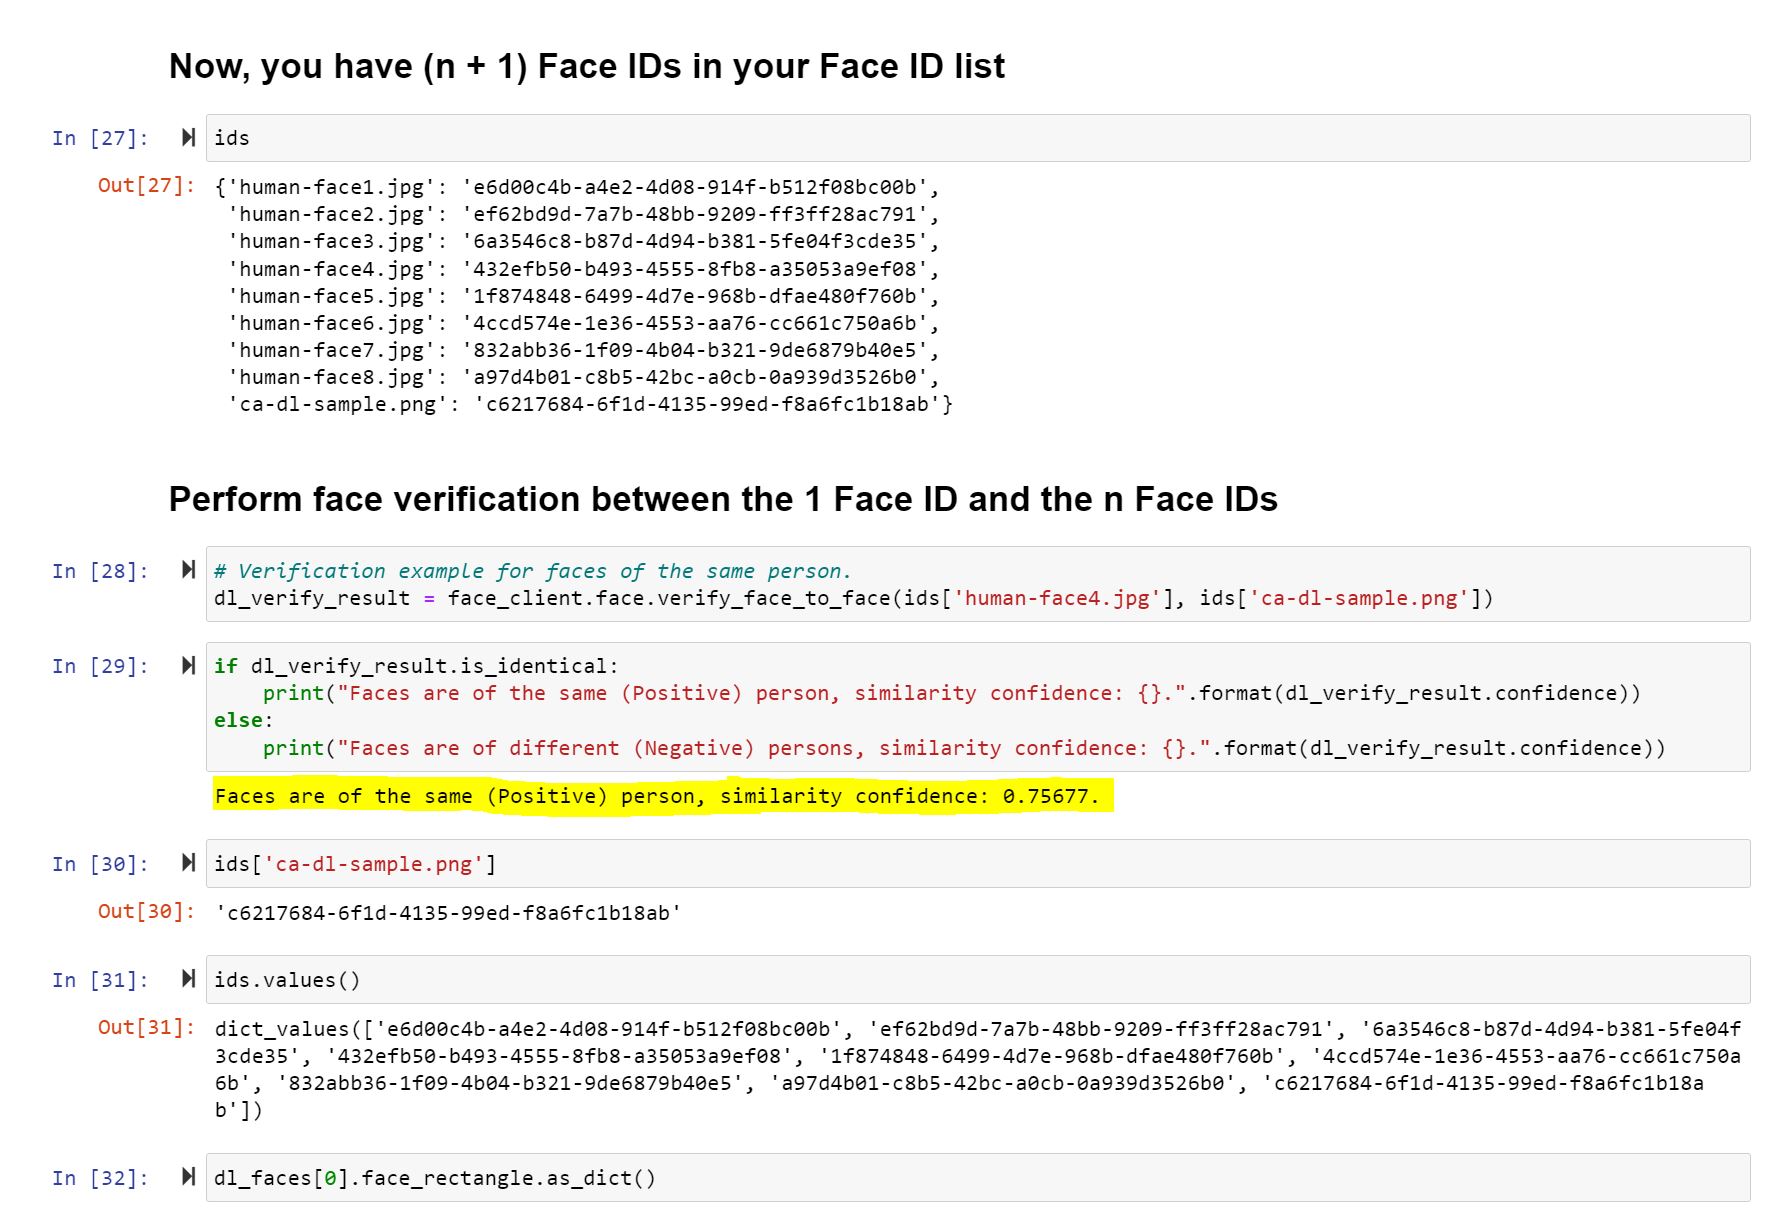 Now, you have (n + 1) Face IDs in your Face ID list
In [27]: ids
Out[27]: {'human-face1.jpg': 'e6d00c4b-a4e2-4d08-914f-b512f08bc00b',
'human-face2.jpg': 'ef62bd9d-7a7b-48bb-9209-ff3ff28ac791',
'human-face3.jpg': '6a3546c8-b87d-4d94-b381-5fe04f3cde35',
'human-face4.jpg': '432efb50-b493-4555-8fb8-a35053a9ef08',
'human-face5.jpg': '1f874848-6499-4d7e-968b-dfae480f760b',
'human-face6.jpg': '4ccd574e-1e36-4553-aa76-cc661c750a6b',
'human-face7.jpg': '832abb36-1f09-4b04-b321-9de6879b40e5',
'human-face8.jpg': 'a97d4b01-c8b5-42bc-a0cb-0a939d3526b0',
'ca-dl-sample.png': 'c6217684-6f1d-4135-99ed-f8a6fc1b18ab'}
Perform face verification between the 1 Face ID and the n Face IDs
In [28]: # Verification example for faces of the same person.
dl_verify_result = face_client.face.verify_face_to_face(ids['human-face4.jpg'], ids['ca-dl-sample.png'])
In [29]: if dl_verify_result.is_identical:
print("Faces are of the same (Positive) person, similarity confidence: {}.".format(dl_verify_result.confidence))
else:
print("Faces are of different (Negative) persons, similarity confidence: {}.".format(dl_verify_result.confidence))
Faces are of the same (Positive) person, similarity confidence: 0.75677.
In [30]: ids['ca-dl-sample.png']
Out[30]: 'c6217684-6f1d-4135-99ed-f8a6fc1b18ab'
In [31]: ids.values()
Out[31]: dict_values(['e6d00c4b-a4e2-4d08-914f-b512f08bc00b', 'ef62bd9d-7a7b-48bb-9209-ff3ff28ac791', '6a3546c8-b87d-4d94-b381-5fe04f
3cde35', '432efb50-b493-4555-8fb8-a35053a9ef08', '1f874848-6499-4d7e-968b-dfae480f760b', '4ccd574e-1e36-4553-aa76-cc661c750a
6b', '832abb36-1f09-4b04-b321-9de6879b40e5', 'a97d4b01-c8b5-42bc-a0cb-0a939d3526b0', 'c6217684-6f1d-4135-99ed-f8a6fc1b18a
b'])
In [32]: dl_faces[0].face_rectangle.as_dict()